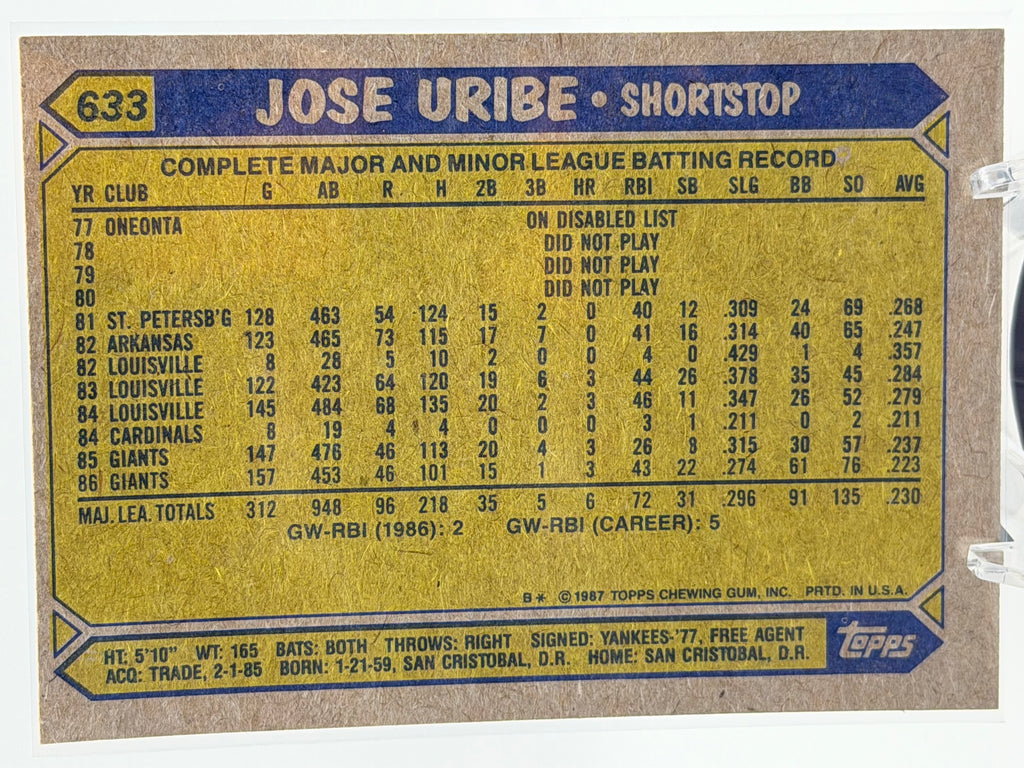 633 JOSE URIBE • SHORTSTOP
COMPLETE MAJOR AND MINOR LEAGUE BATTING RECORD
YR CLUB G AB R H 2B 3B HR RBI SB SLG BB SO AVG
77 ONEONTA ON DISABLED LIST
78 DID NOT PLAY
79 DID NOT PLAY
80 DID NOT PLAY
81 ST. PETERSB'G 128 463 54 124 15 2 0 40 12 .309 24 69 .268
82 ARKANSAS 123 465 73 115 17 7 0 41 16 .314 40 65 .247
82 LOUISVILLE 8 28 5 10 2 0 0 4 0 .429 1 4 .357
83 LOUISVILLE 122 423 64 120 19 6 3 44 26 .378 35 45 .284
84 LOUISVILLE 145 484 68 135 20 2 3 46 11 .347 26 52 .279
84 CARDINALS 8 19 4 4 0 0 0 3 1 .211 0 2 .211
85 GIANTS 147 476 46 113 20 4 3 26 8 .315 30 57 .237
86 GIANTS 157 453 46 101 15 1 3 43 22 .274 61 76 .223
MAJ. LEA. TOTALS 312 948 96 218 35 5 6 72 31 .296 91 135 .230
GW-RBI (1986): 2 GW-RBI (CAREER): 5
B* © 1987 TOPPS CHEWING GUM, INC. PRTD. IN U.S.A.
HT: 5'10" WT: 165 BATS: BOTH THROWS: RIGHT SIGNED: YANKEES-'77, FREE AGENT
ACQ: TRADE, 2-1-85 BORN: 1-21-59, SAN CRISTOBAL, D.R. HOME: SAN CRISTOBAL, D.R.
topps